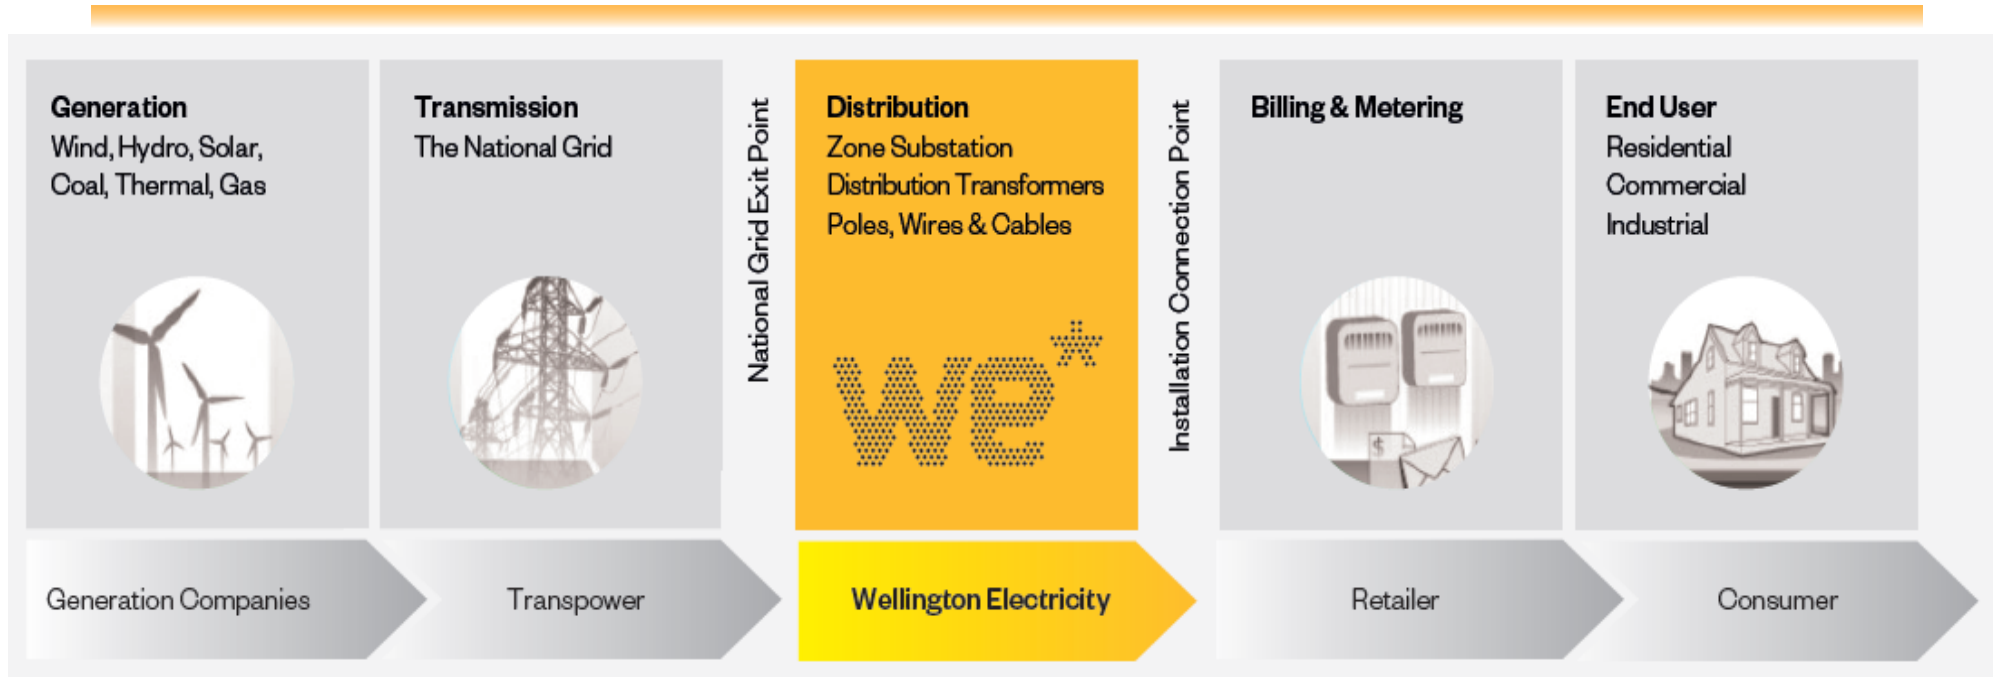 Generation
Wind, Hydro, Solar,
Coal, Thermal, Gas
Transmission
The National Grid
National Grid Exit Point
Distribution
Zone Substation
Distribution Transformers
Poles, Wires & Cables
we*
Installation Connection Point
Billing & Metering
$
End User
Residential
Commercial
Industrial
Generation Companies
Transpower
Wellington Electricity
Retailer
Consumer